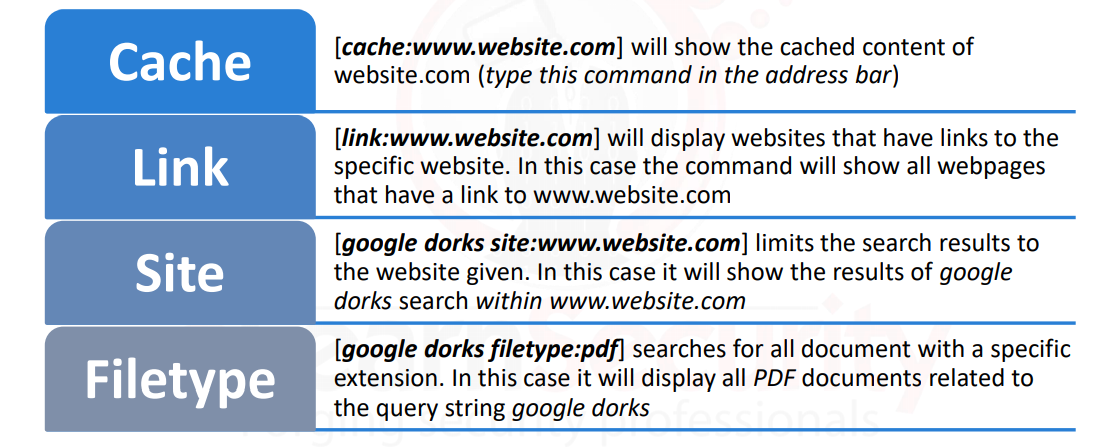 Cache
[cache:www.website.com] will show the cached content of
website.com (type this command in the address bar)
Link
[link:www.website.com] will display websites that have links to the
specific website. In this case the command will show all webpages
that have a link to www.website.com
Site
[google dorks site:www.website.com] limits the search results to
the website given. In this case it will show the results of google
dorks search within www.website.com
Filetype
[google dorks filetype:pdf] searches for all document with a specific
extension. In this case it will display all PDF documents related to
the query string google dorks
Forging security professionals